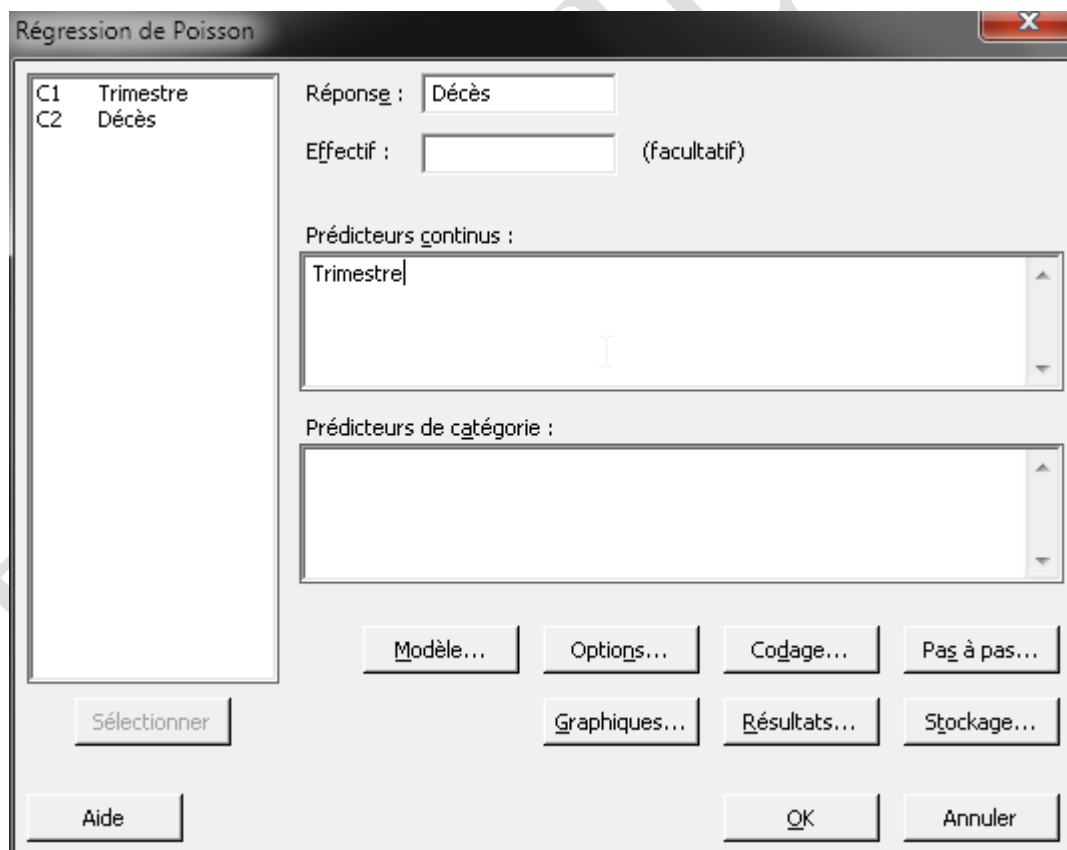 Régression de Poisson
C1 Trimestre
C2 Décès
Réponse : Décès
Effectif : (facultatif)
Prédicteurs continus :
Trimestre
Prédicteurs de catégorie :
Modèle... Options... Codage... Pas à pas...
Sélectionner Graphiques... Résultats... Stockage...
Aide OK Annuler